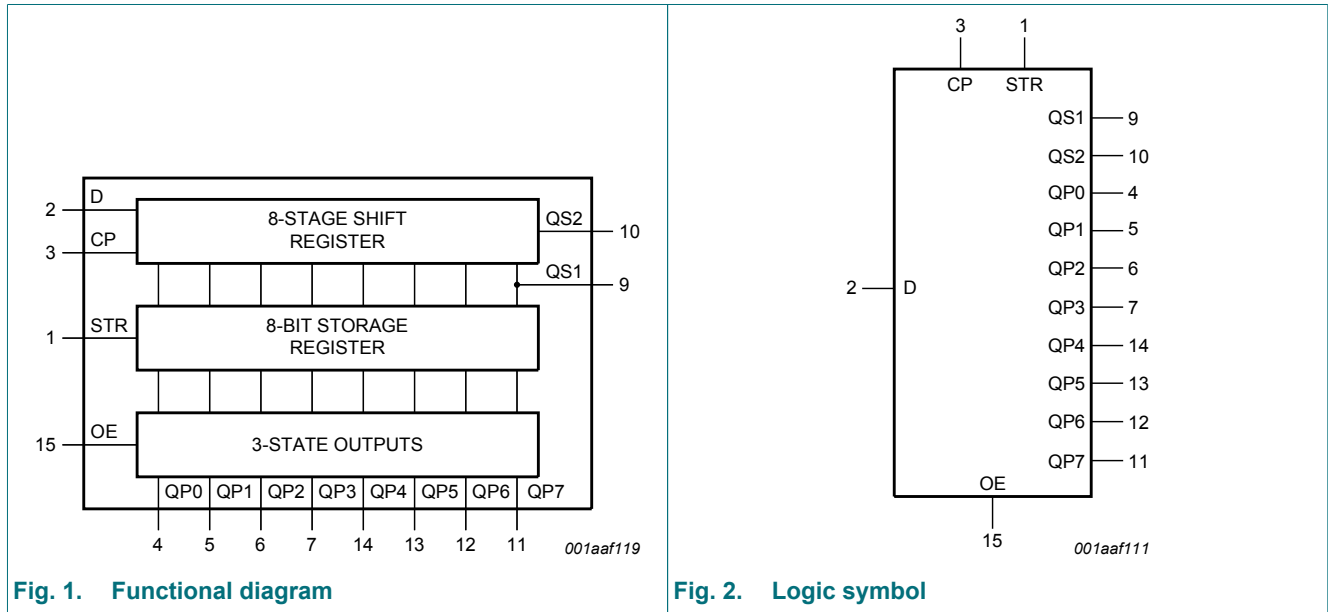 D
2
8-STAGE SHIFT
REGISTER
QS2
10
CP
3
QS1
9
STR
1
8-BIT STORAGE
REGISTER
OE
15
3-STATE OUTPUTS
QP0 QP1 QP2 QP3 QP4 QP5 QP6 QP7
4 5 6 7 14 13 12 11
001aaf119
Fig. 1. Functional diagram
3 1
CP STR
QS1 9
QS2 10
QP0 4
QP1 5
QP2 6
2 D
QP3 7
QP4 14
QP5 13
QP6 12
QP7 11
OE
15
001aaf111
Fig. 2. Logic symbol